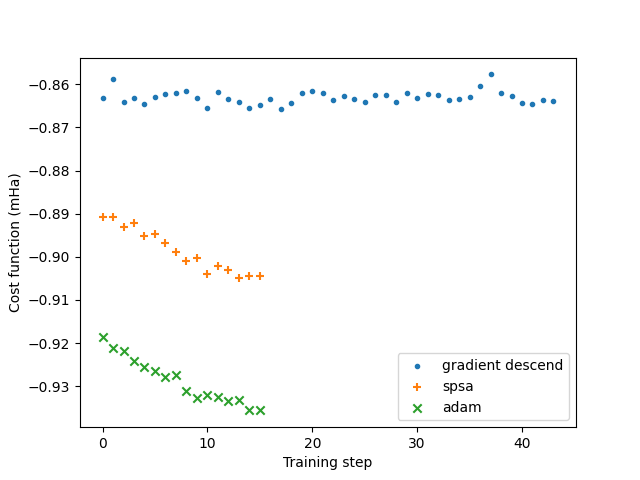 −0.86
−0.87
−0.88
−0.89
−0.90
−0.91
−0.92
−0.93
Cost function (mHa)
gradient descend
spsa
adam
0
10
20
30
40
Training step